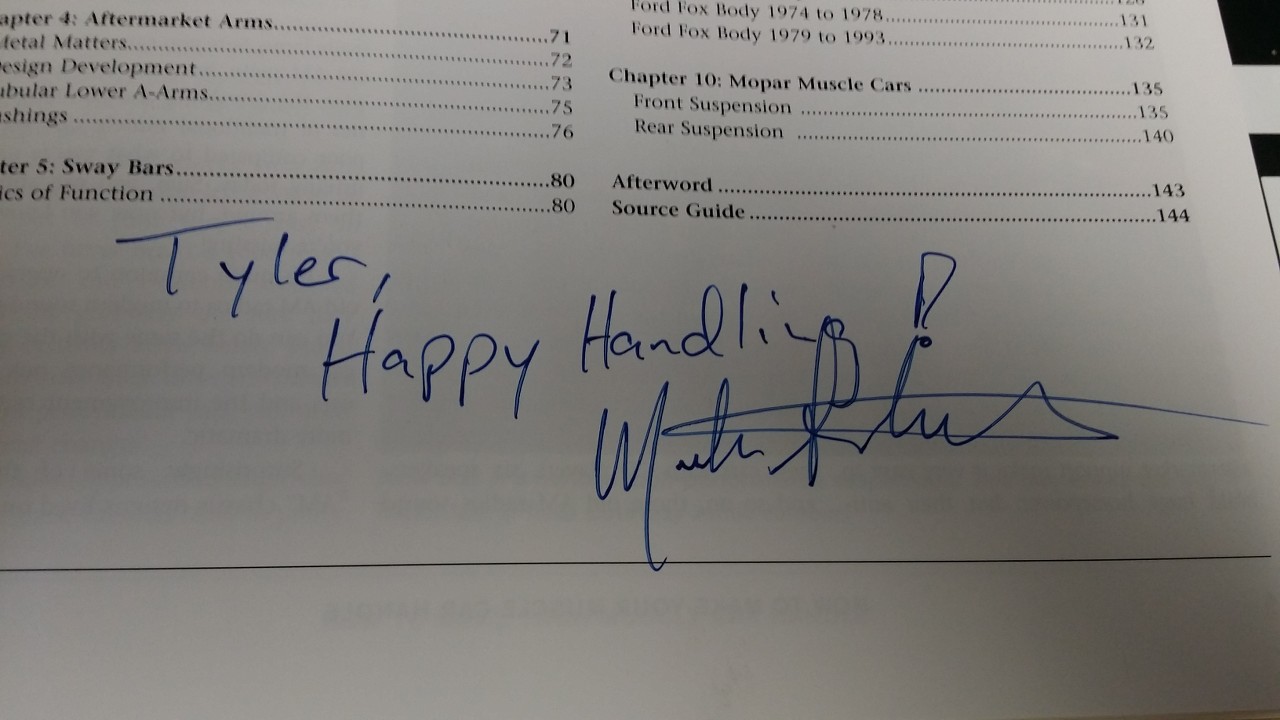 apter 4: Aftermarket Arms..............................................71
Metal Matters..............................................................72
esign Development......................................................73
ubular Lower A-Arms....................................................75
shings ........................................................................76
ter 5: Sway Bars..........................................................80
ics of Function .............................................................80
Ford Fox Body 1974 to 1978........................................131
Ford Fox Body 1979 to 1993........................................132
Chapter 10: Mopar Muscle Cars ..................................135
Front Suspension ........................................................135
Rear Suspension .........................................................140
Afterword ....................................................................143
Source Guide...............................................................144
Tyler,
Happy Handling!